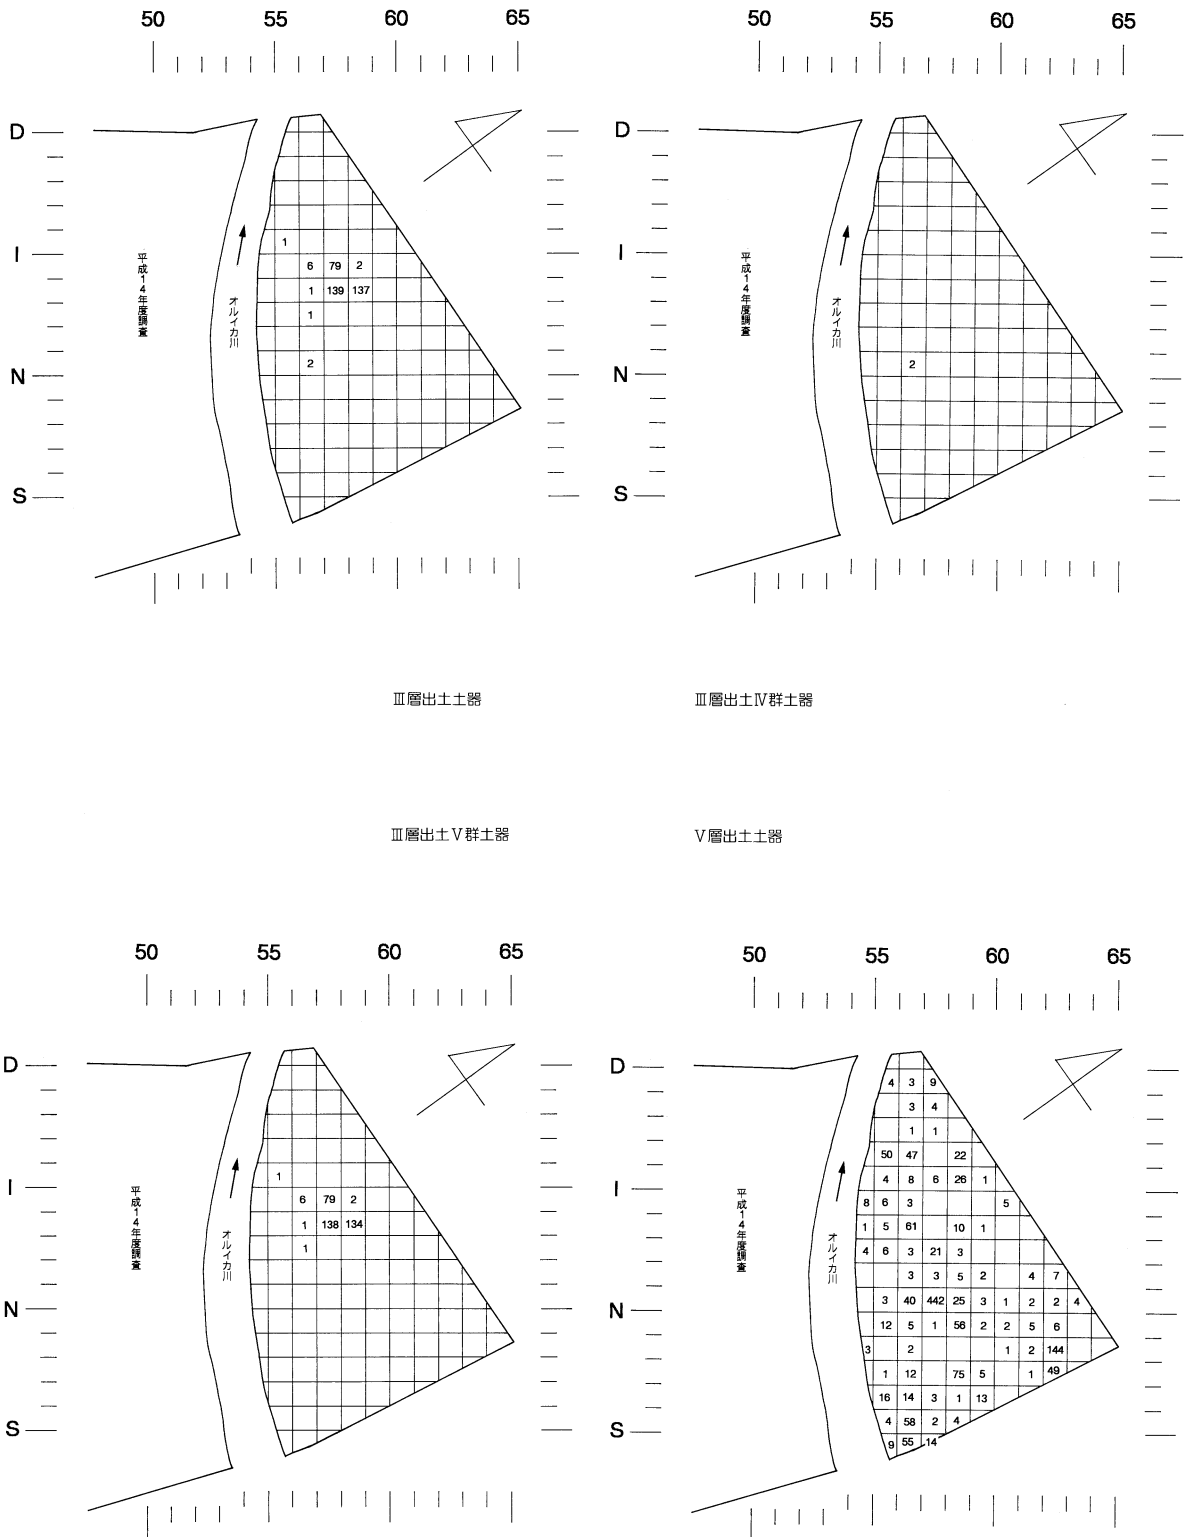 50 55 60 65
D
1
I
6 79 2
1 139 137
1
2
N
S
平成14年度調査
オルイカ川
50 55 60 65
D
I
2
N
S
平成14年度調査
オルイカ川
Ⅲ層出土土器
Ⅲ層出土Ⅳ群土器
Ⅲ層出土Ⅴ群土器
Ⅴ層出土土器
50 55 60 65
D
1
I
6 79 2
1 138 134
1
N
S
平成14年度調査
オルイカ川
50 55 60 65
D
4 3 9
3 4
1 1
50 47 22
4 8 6 26 1
I
8 6 3 5
1 5 61 10 1
4 6 3 21 3
3 3 5 2 4 7
3 40 442 25 3 1 2 2 4
N
12 5 1 56 2 2 5 6
3 2 1 2 144
1 12 75 5 1 49
16 14 3 1 13
4 58 2 4
S
9 55 14
平成14年度調査
オルイカ川